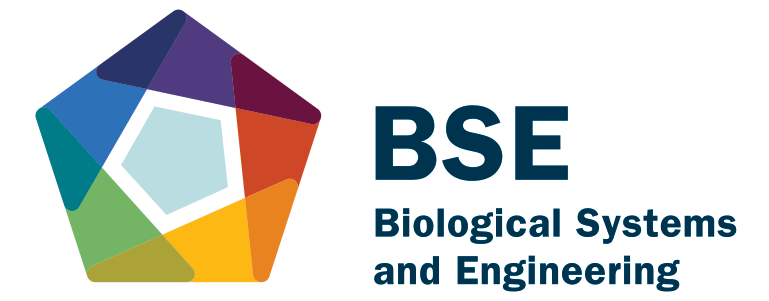 BSE
Biological Systems
and Engineering